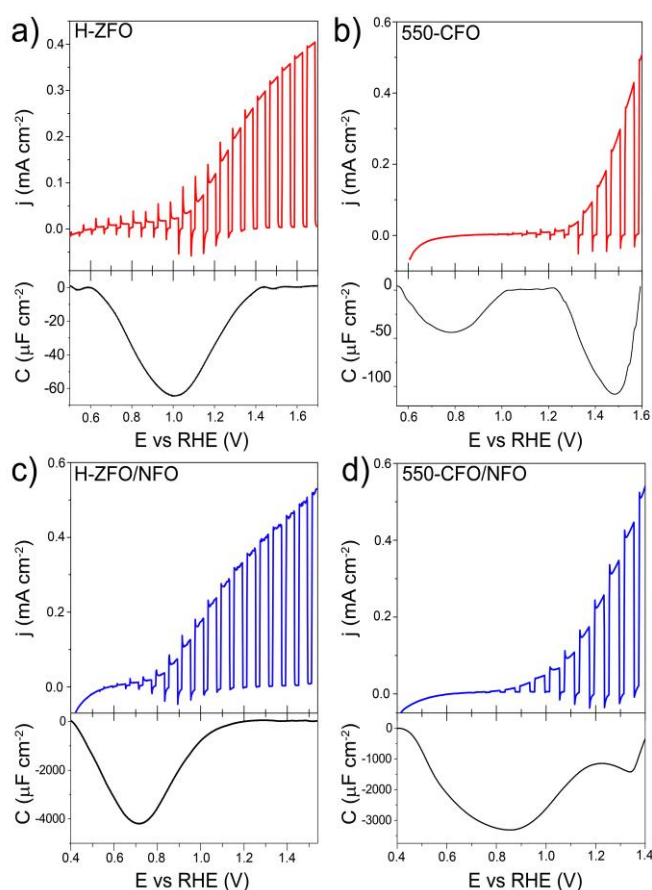 a) H-ZFO
j (mA cm-2)
0.4
0.3
0.2
0.1
0.0
C (μF cm-2)
0
-20
-40
-60
0.6 0.8 1.0 1.2 1.4 1.6
E vs RHE (V)
b) 550-CFO
j (mA cm-2)
0.4
0.2
0.0
C (μF cm-2)
0
-50
-100
0.6 0.8 1.0 1.2 1.4 1.6
E vs RHE (V)
c) H-ZFO/NFO
j (mA cm-2)
0.6
0.4
0.2
0.0
C (μF cm-2)
0
-2000
-4000
0.4 0.6 0.8 1.0 1.2 1.4
E vs RHE (V)
d) 550-CFO/NFO
j (mA cm-2)
0.6
0.4
0.2
0.0
C (μF cm-2)
0
-1000
-2000
-3000
0.4 0.6 0.8 1.0 1.2 1.4
E vs RHE (V)